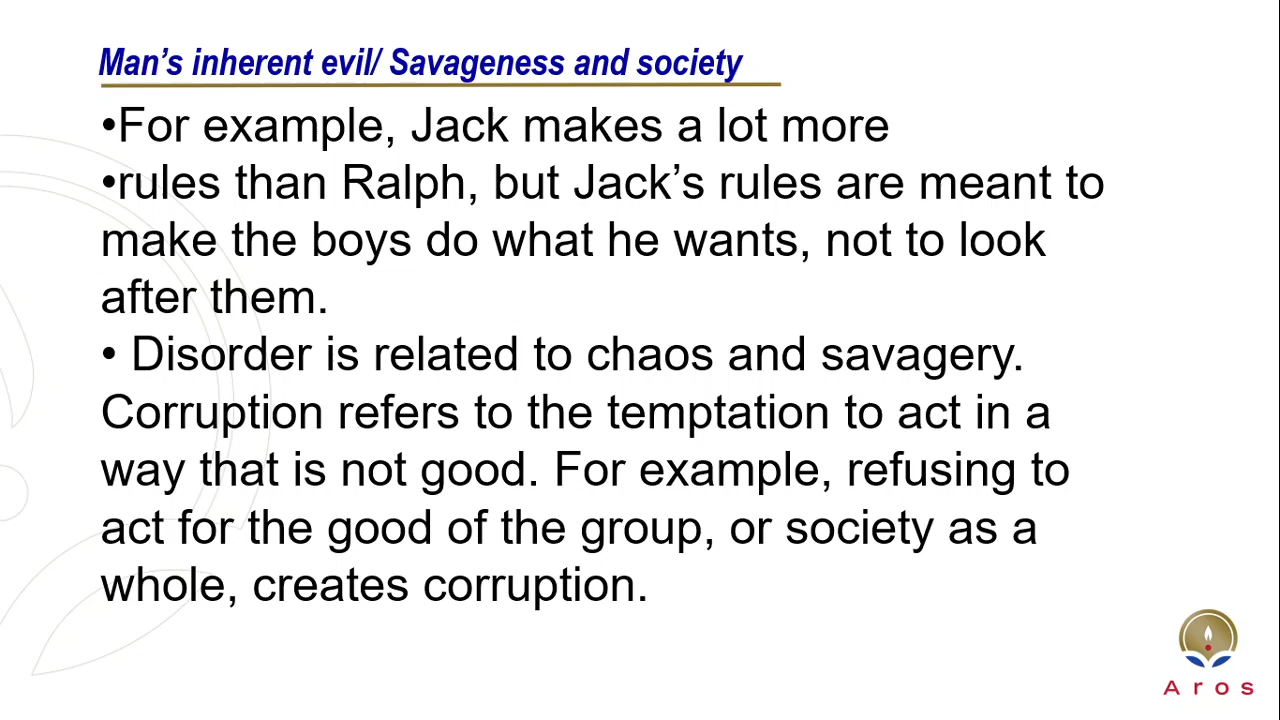 Man’s inherent evil/ Savageness and society
•For example, Jack makes a lot more
•rules than Ralph, but Jack’s rules are meant to
make the boys do what he wants, not to look
after them.
• Disorder is related to chaos and savagery.
Corruption refers to the temptation to act in a
way that is not good. For example, refusing to
act for the good of the group, or society as a
whole, creates corruption.
Aros